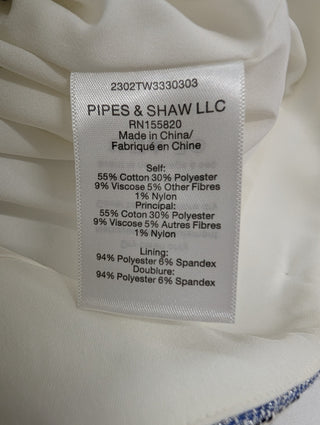 2302TW3330303
PIPES & SHAW LLC
RN155820
Made in China/
Fabriqué en Chine
Self:
55% Cotton 30% Polyester
9% Viscose 5% Other Fibres
1% Nylon
Principal:
55% Coton 30% Polyester
9% Viscose 5% Autres Fibres
1% Nylon
Lining:
94% Polyester 6% Spandex
Doublure:
94% Polyester 6% Spandex